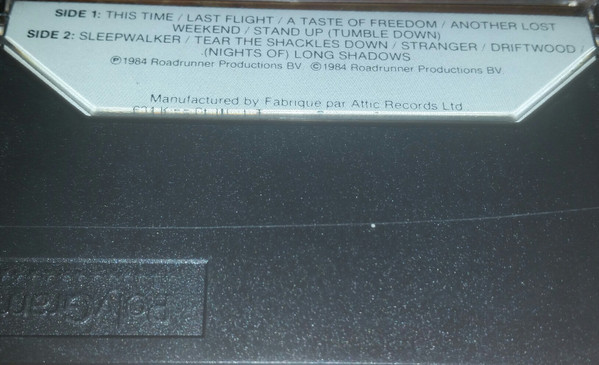 SIDE 1: THIS TIME / LAST FLIGHT / A TASTE OF FREEDOM / ANOTHER LOST
WEEKEND / STAND UP (TUMBLE DOWN)
SIDE 2: SLEEPWALKER / TEAR THE SHACKLES DOWN / STRANGER / DRIFTWOOD /
(NIGHTS OF) LONG SHADOWS
℗1984 Roadrunner Productions BV ©1984 Roadrunner Productions BV
Manufactured by Fabrique par Attic Records Ltd
PolyGram